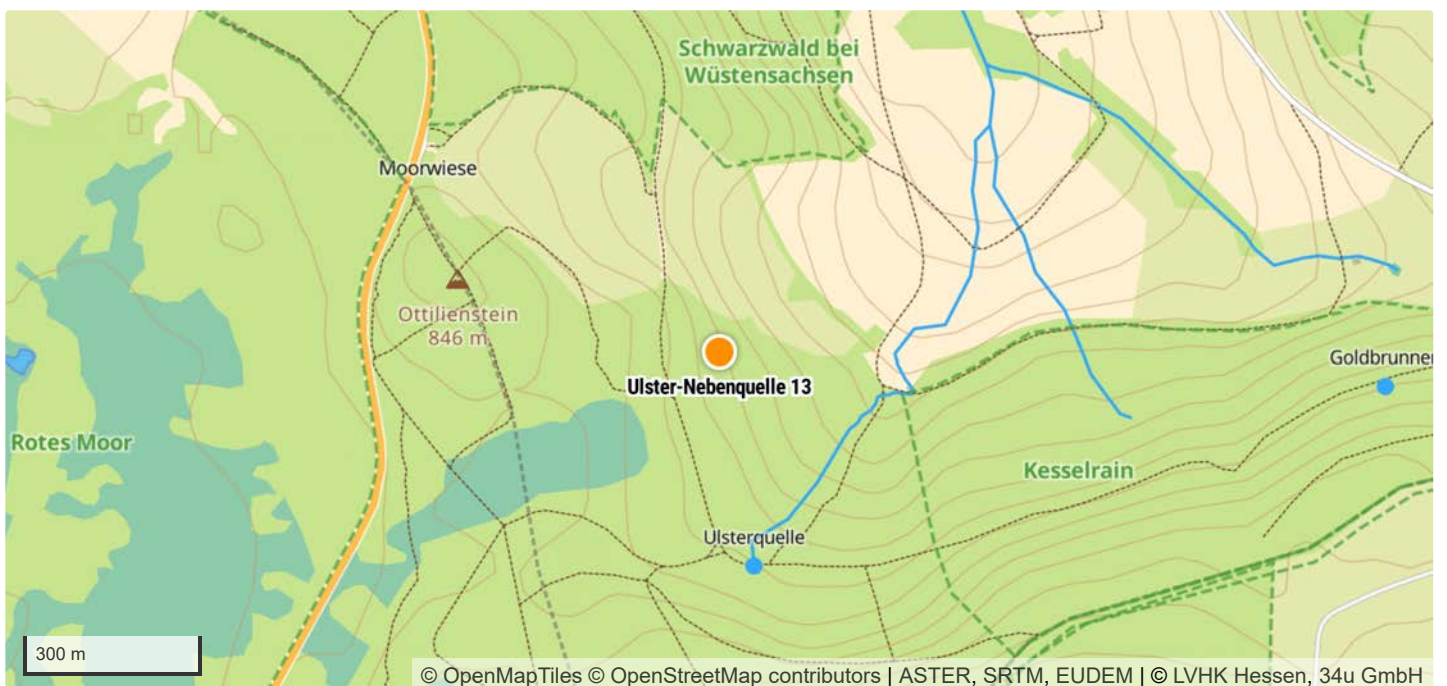 Schwarzwald bei
Wüstensachsen
Moorwiese
Ottilienstein
846 m
Goldbrunnen
Ulster-Nebenquelle 13
Rotes Moor
Kesselrain
Ulsterquelle
300 m
© OpenMapTiles © OpenStreetMap contributors | ASTER, SRTM, EUDEM | © LVHK Hessen, 34u GmbH